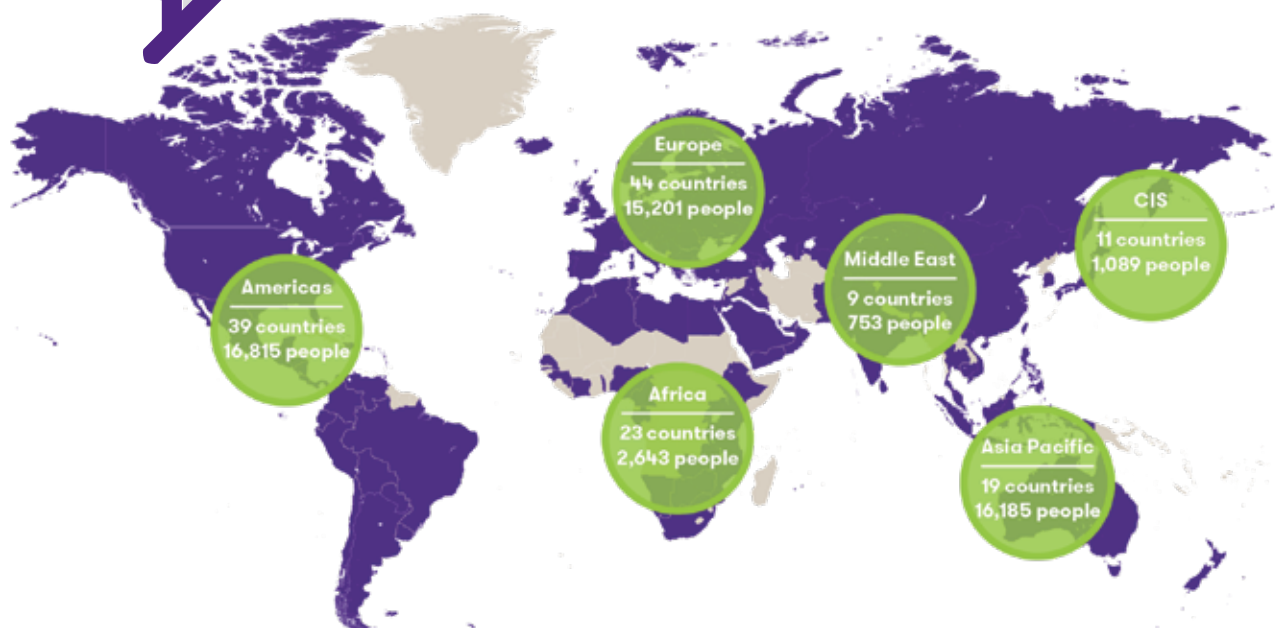 Europe
44 countries
15,201 people
CIS
11 countries
1,089 people
Middle East
9 countries
753 people
Americas
39 countries
16,815 people
Africa
23 countries
2,643 people
Asia Pacific
19 countries
16,185 people